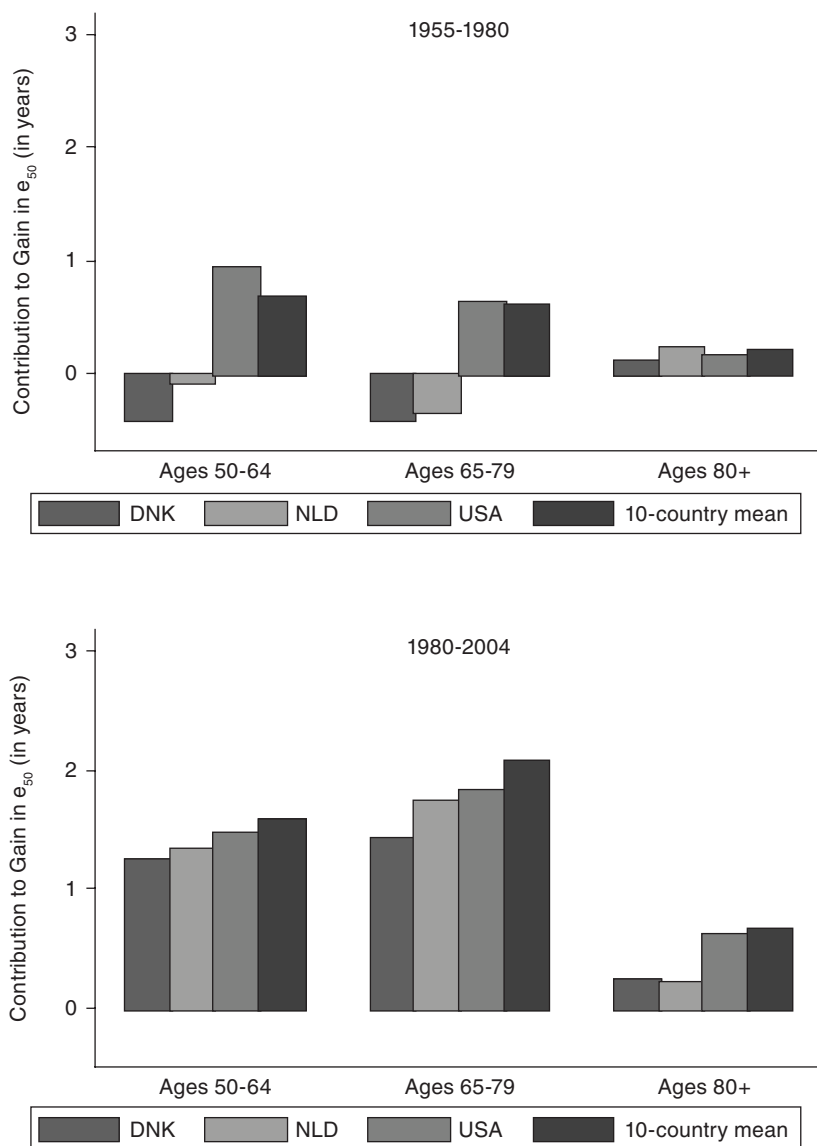 1955-1980
Contribution to Gain in e50 (in years)
3
2
1
0
Ages 50-64 Ages 65-79 Ages 80+
DNK NLD USA 10-country mean
1980-2004
Contribution to Gain in e50 (in years)
3
2
1
0
Ages 50-64 Ages 65-79 Ages 80+
DNK NLD USA 10-country mean